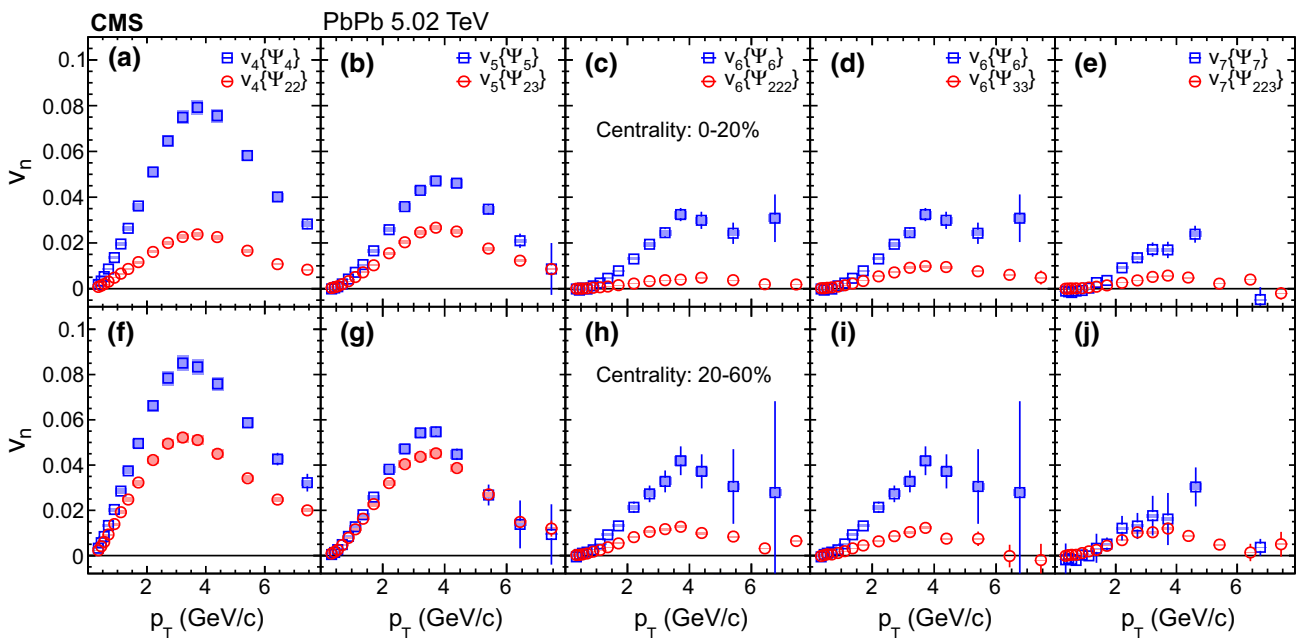 CMS PbPb 5.02 TeV
(a) v4{Ψ4} v4{Ψ22}
(b) v5{Ψ5} v5{Ψ23}
(c) v6{Ψ6} v6{Ψ222}
Centrality: 0-20%
(d) v6{Ψ6} v6{Ψ33}
(e) v7{Ψ7} v7{Ψ223}
vn
0.1
0.08
0.06
0.04
0.02
0
(f) (g) (h) (i) (j)
Centrality: 20-60%
vn
0.1
0.08
0.06
0.04
0.02
0
2 4 6 2 4 6 2 4 6 2 4 6 2 4 6
pT (GeV/c) pT (GeV/c) pT (GeV/c) pT (GeV/c) pT (GeV/c)